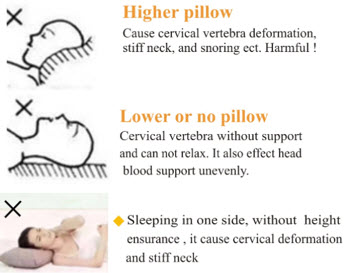 Higher pillow
Cause cervical vertebra deformation,
stiff neck, and snoring ect. Harmful !
Lower or no pillow
Cervical vertebra without support
and can not relax. It also effect head
blood support unevenly.
Sleeping in one side, without height
ensurance , it cause cervical deformation
and stiff neck